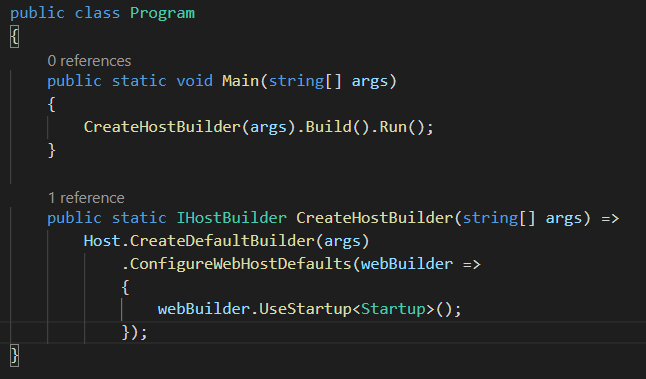 public class Program
{
0 references
public static void Main(string[] args)
{
CreateHostBuilder(args).Build().Run();
}
1 reference
public static IHostBuilder CreateHostBuilder(string[] args) =>
Host.CreateDefaultBuilder(args)
.ConfigureWebHostDefaults(webBuilder =>
{
webBuilder.UseStartup<Startup>();
});
}